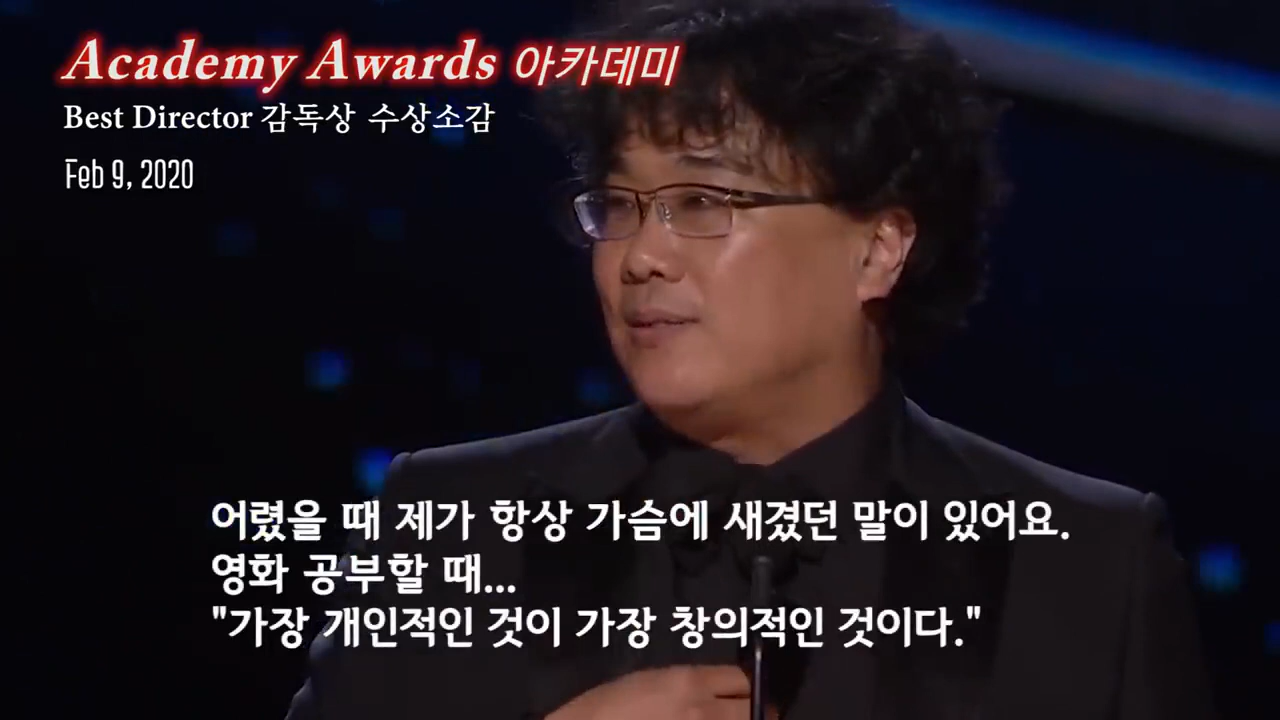 Academy Awards 아카데미
Best Director 감독상 수상소감
Feb 9, 2020
어렸을 때 제가 항상 가슴에 새겼던 말이 있어요.
영화 공부할 때...
"가장 개인적인 것이 가장 창의적인 것이다."